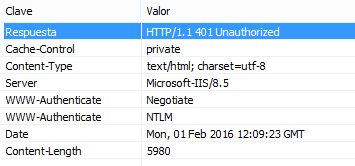 Clave Valor
Respuesta HTTP/1.1 401 Unauthorized
Cache-Control private
Content-Type text/html; charset=utf-8
Server Microsoft-IIS/8.5
WWW-Authenticate Negotiate
WWW-Authenticate NTLM
Date Mon, 01 Feb 2016 12:09:23 GMT
Content-Length 5980